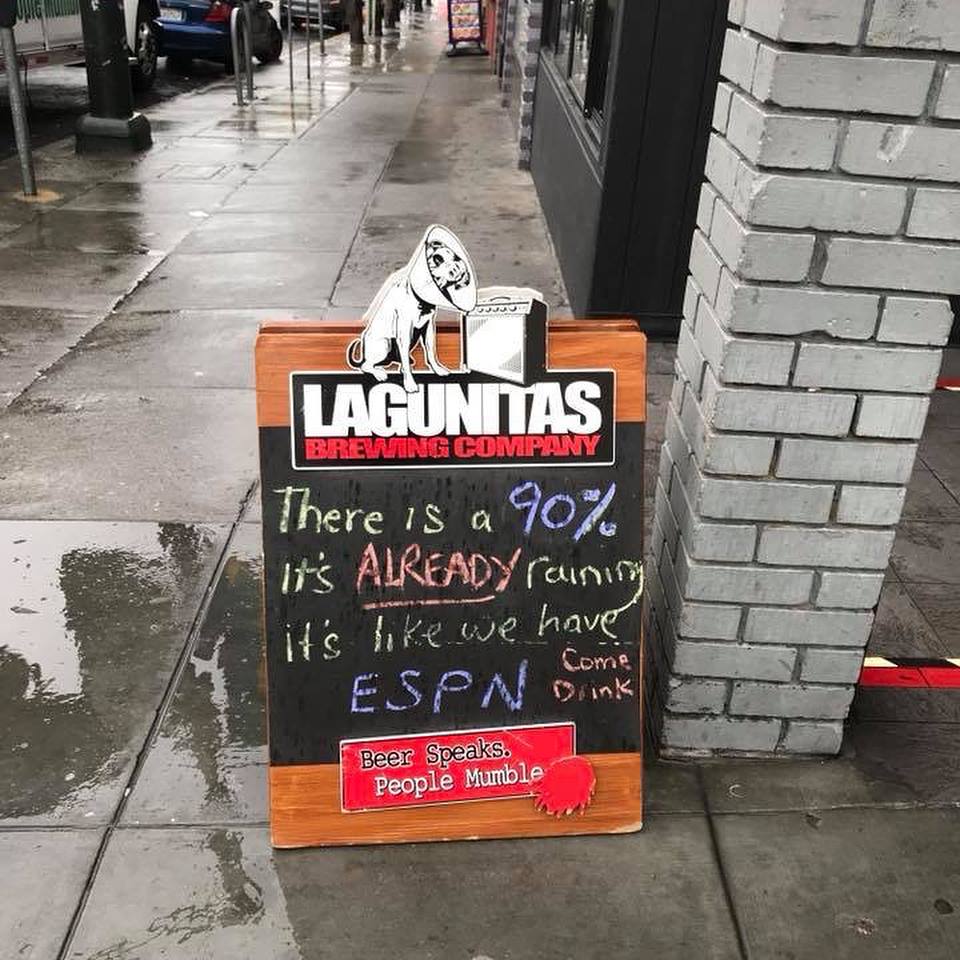 LAGUNITAS
BREWING COMPANY
There is a 90%
It's ALREADY raining
it's like we have
ESPN
Come
Drink
Beer Speaks.
People Mumble